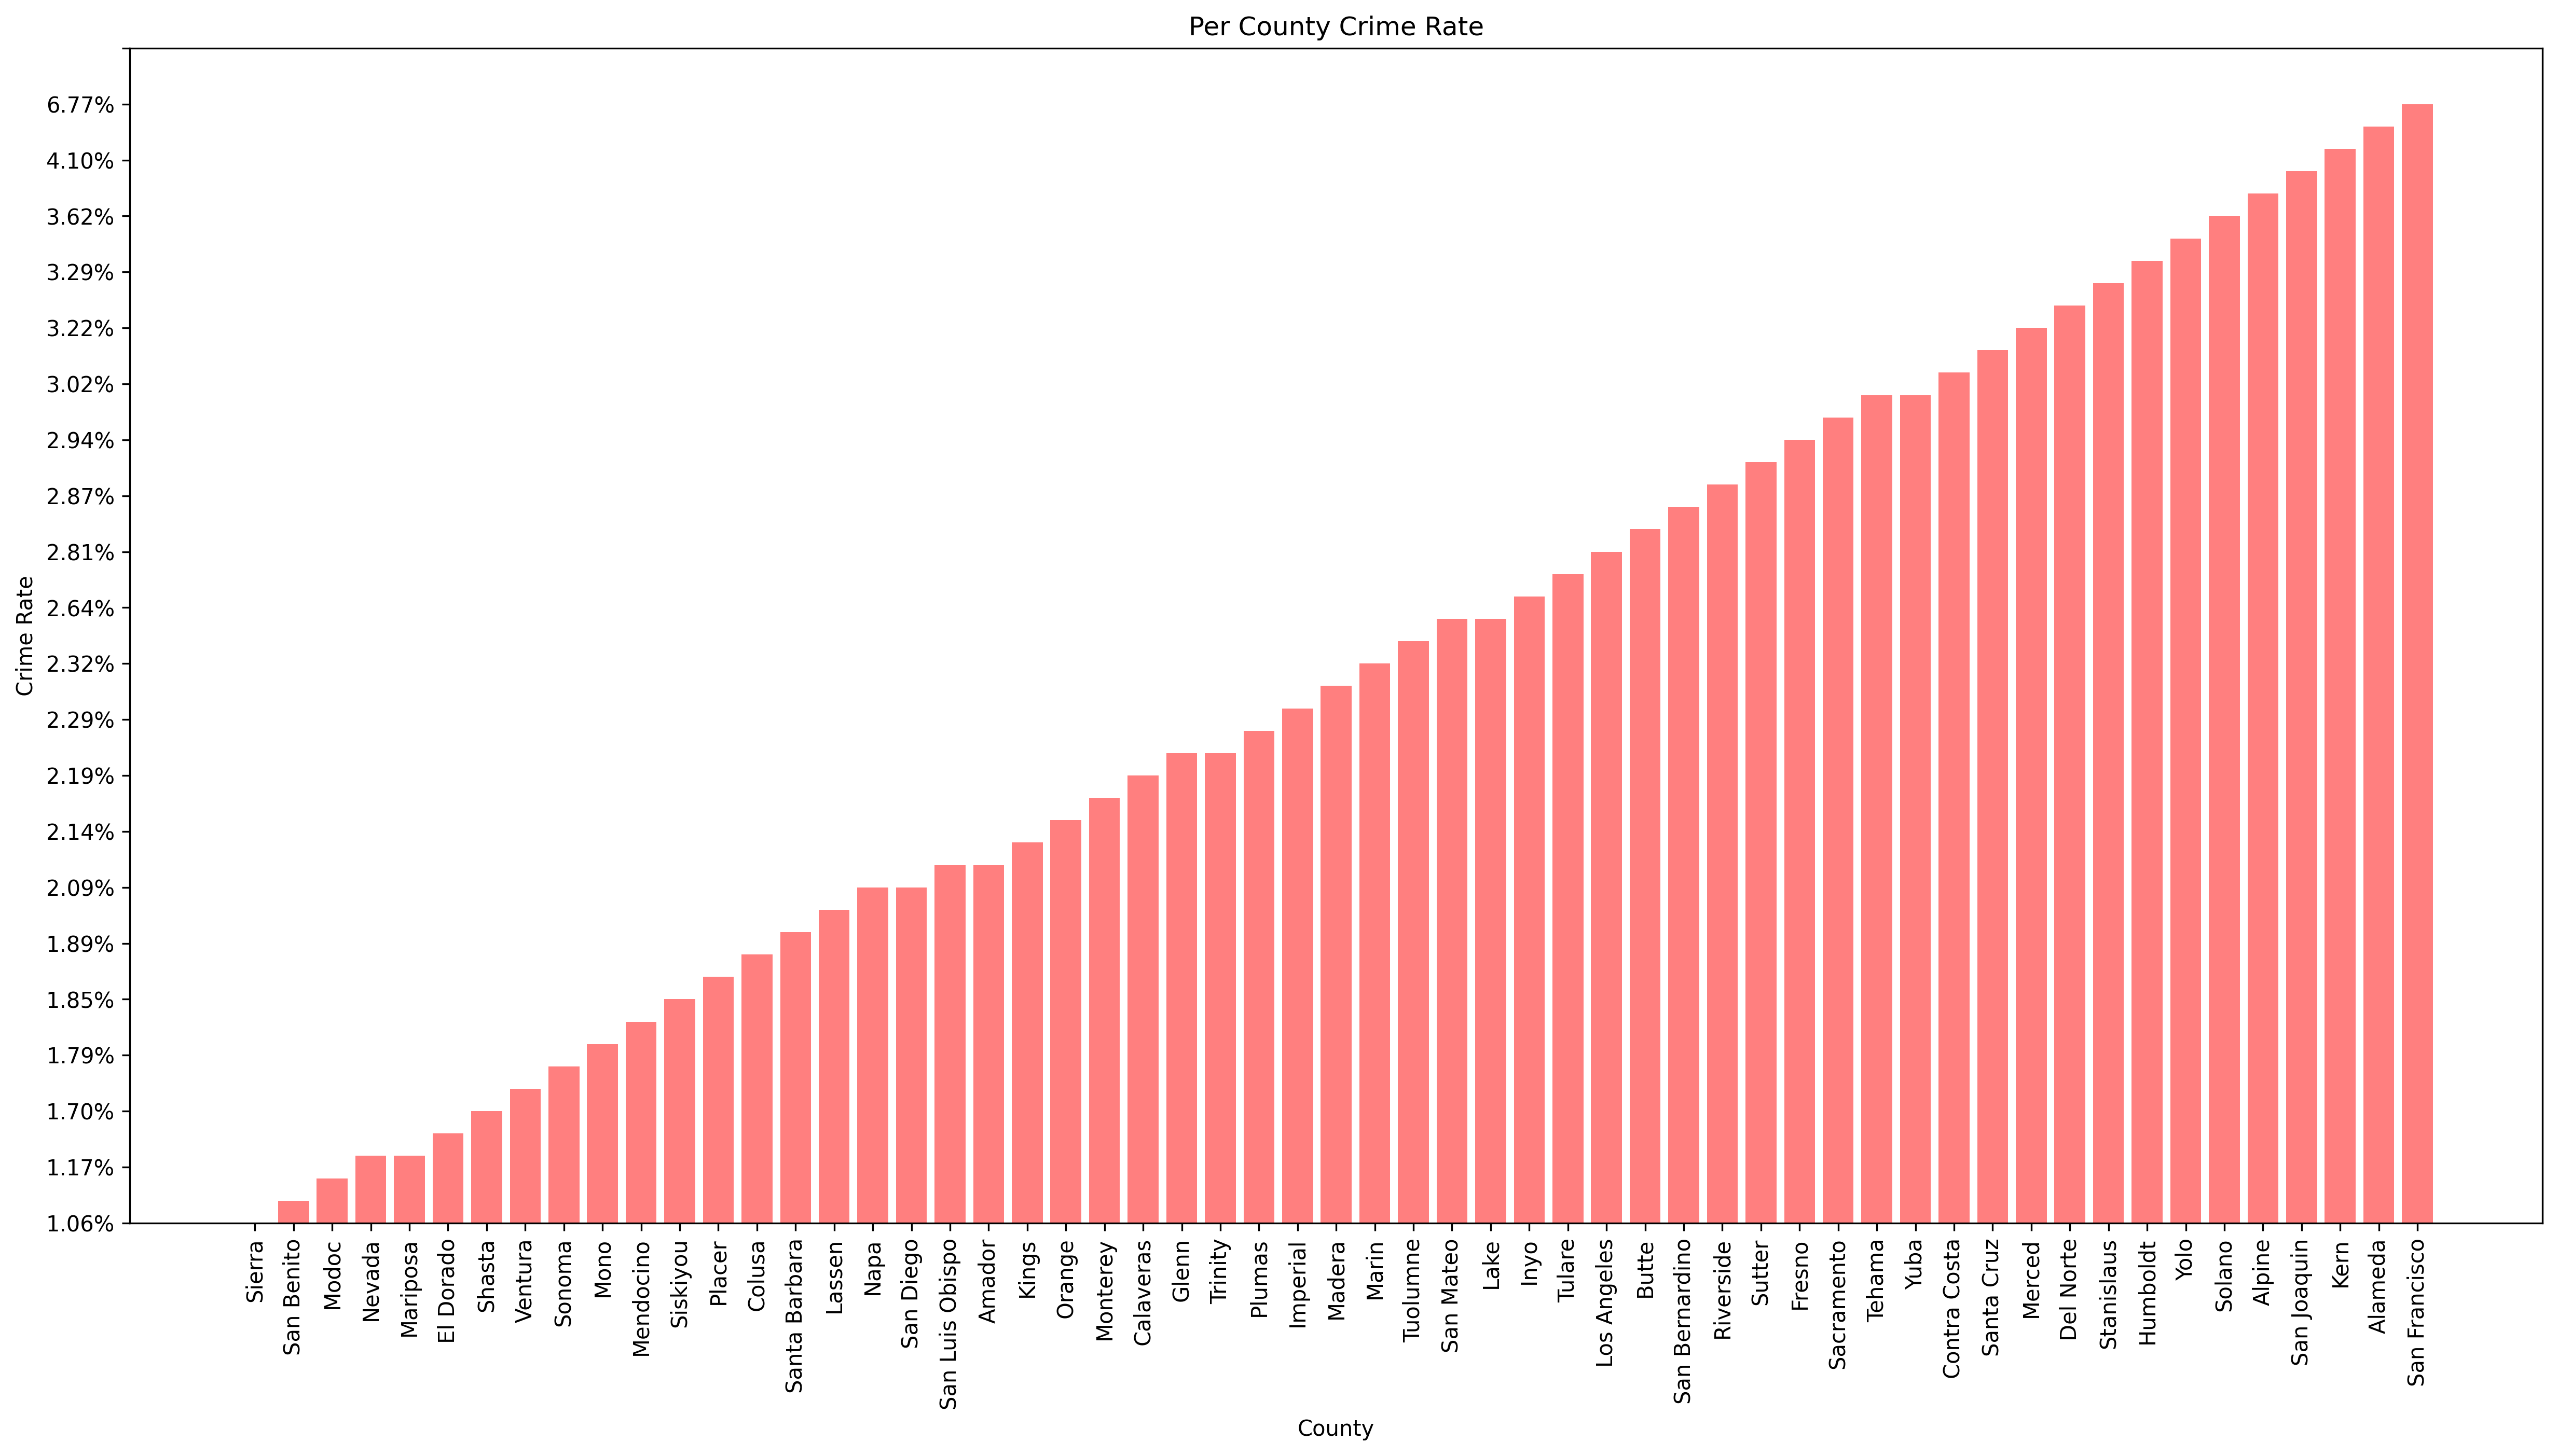 Per County Crime Rate
6.77%
4.10%
3.62%
3.29%
3.22%
3.02%
2.94%
2.87%
2.81%
2.64%
2.32%
2.29%
2.19%
2.14%
2.09%
1.89%
1.85%
1.79%
1.70%
1.17%
1.06%
Crime Rate
Sierra
San Benito
Modoc
Nevada
Mariposa
El Dorado
Shasta
Ventura
Sonoma
Mono
Mendocino
Siskiyou
Placer
Colusa
Santa Barbara
Lassen
Napa
San Diego
San Luis Obispo
Amador
Kings
Orange
Monterey
Calaveras
Glenn
Trinity
Plumas
Imperial
Madera
Marin
Tuolumne
San Mateo
Lake
Inyo
Tulare
Los Angeles
Butte
San Bernardino
Riverside
Sutter
Fresno
Sacramento
Tehama
Yuba
Contra Costa
Santa Cruz
Merced
Del Norte
Stanislaus
Humboldt
Yolo
Solano
Alpine
San Joaquin
Kern
Alameda
San Francisco
County